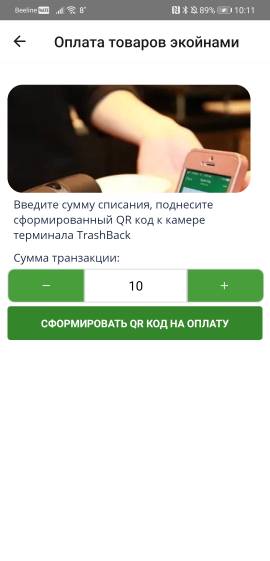 Beeline 89% 10:11
Оплата товаров экойнами
Введите сумму списания, поднесите
сформированный QR код к камере
терминала TrashBack
Сумма транзакции:
− 10 +
СФОРМИРОВАТЬ QR КОД НА ОПЛАТУ